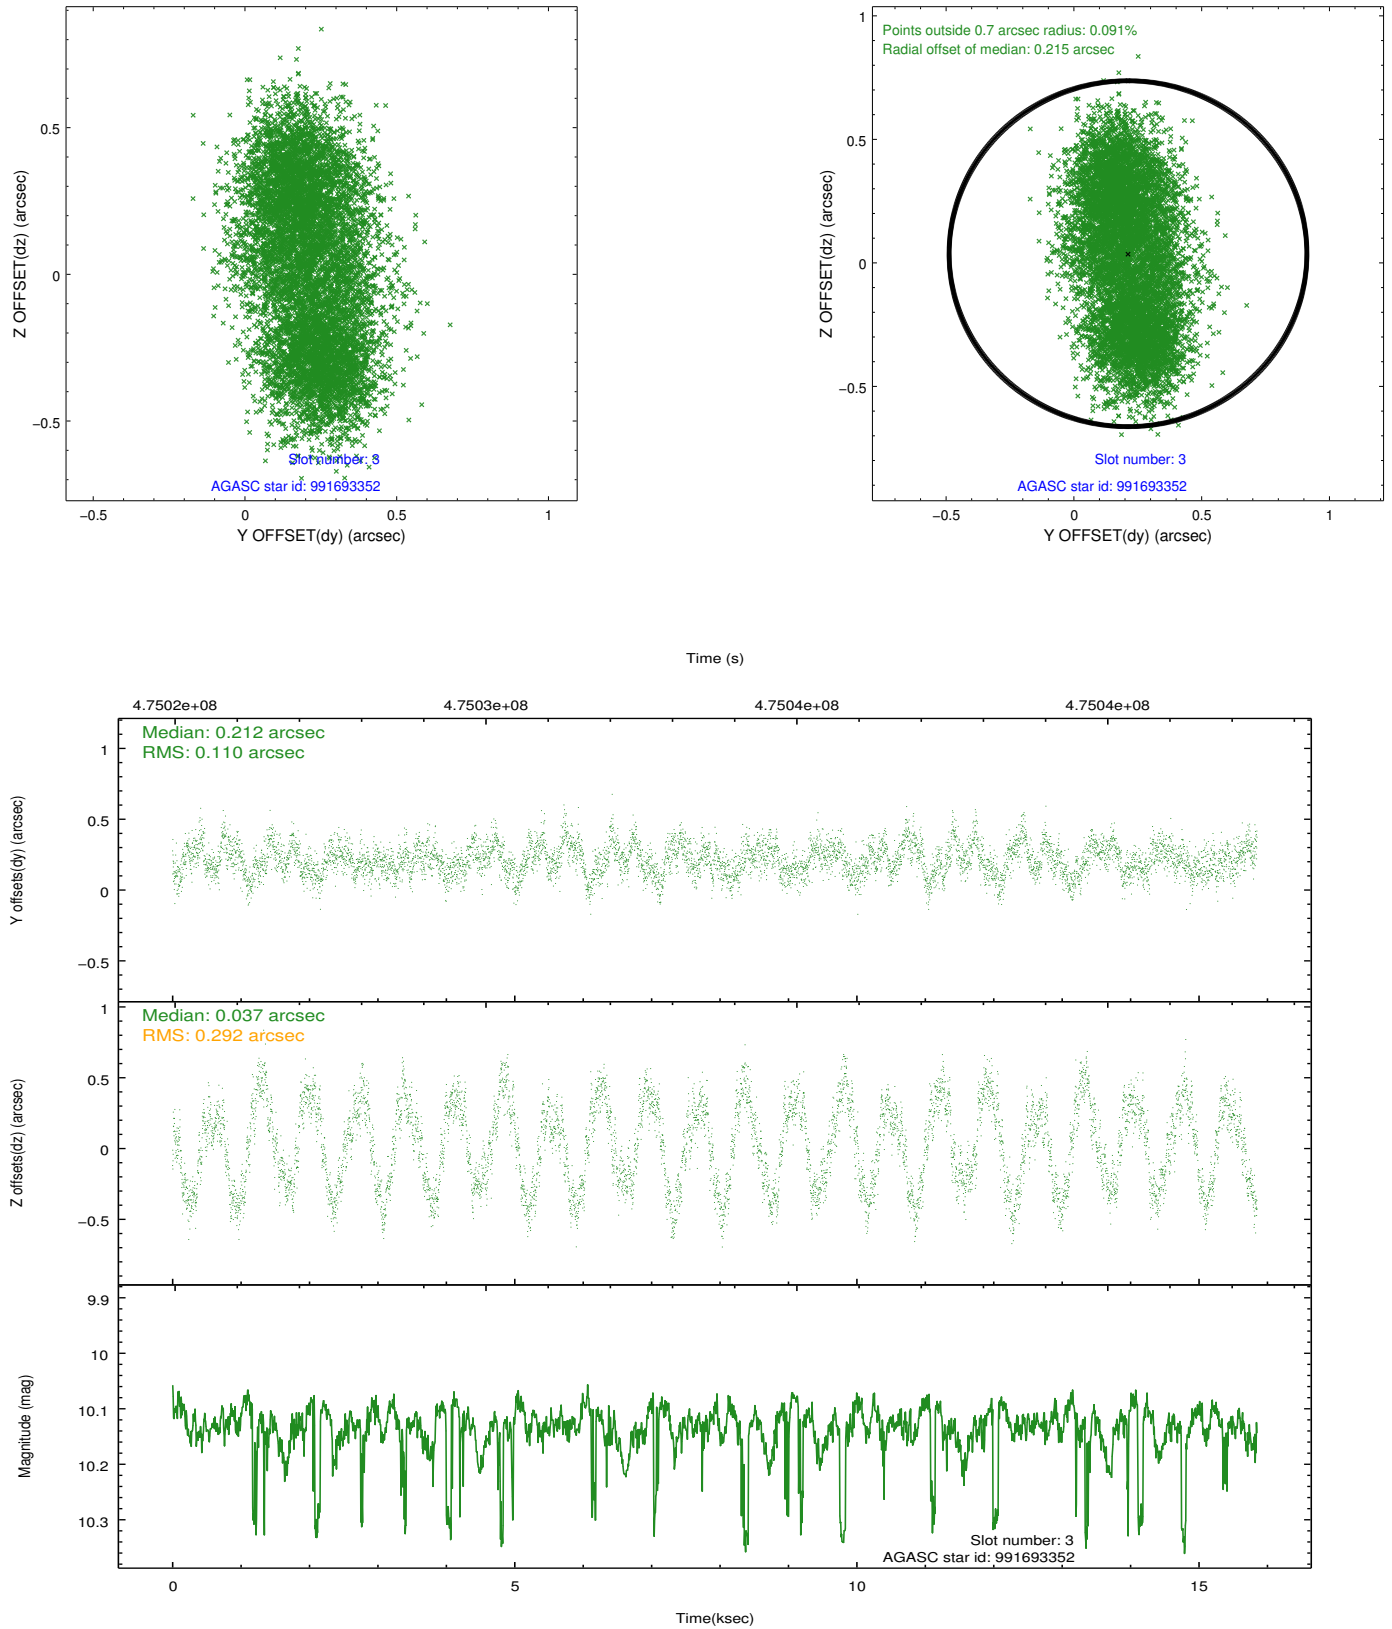 0.5
0
−0.5
Z OFFSET(dz) (arcsec)
Slot number: 3
AGASC star id: 991693352
−0.5
0
0.5
1
Y OFFSET(dy) (arcsec)
1
0.5
0
−0.5
Z OFFSET(dz) (arcsec)
Points outside 0.7 arcsec radius: 0.091%
Radial offset of median: 0.215 arcsec
Slot number: 3
AGASC star id: 991693352
−0.5
0
0.5
1
Y OFFSET(dy) (arcsec)
Time (s)
4.7502e+08
4.7503e+08
4.7504e+08
4.7504e+08
Median: 0.212 arcsec
RMS: 0.110 arcsec
1
0.5
0
−0.5
Y offsets(dy) (arcsec)
Median: 0.037 arcsec
RMS: 0.292 arcsec
1
0.5
0
−0.5
Z offsets(dz) (arcsec)
9.9
10
10.1
10.2
10.3
Magnitude (mag)
Slot number: 3
AGASC star id: 991693352
0
5
10
15
Time(ksec)